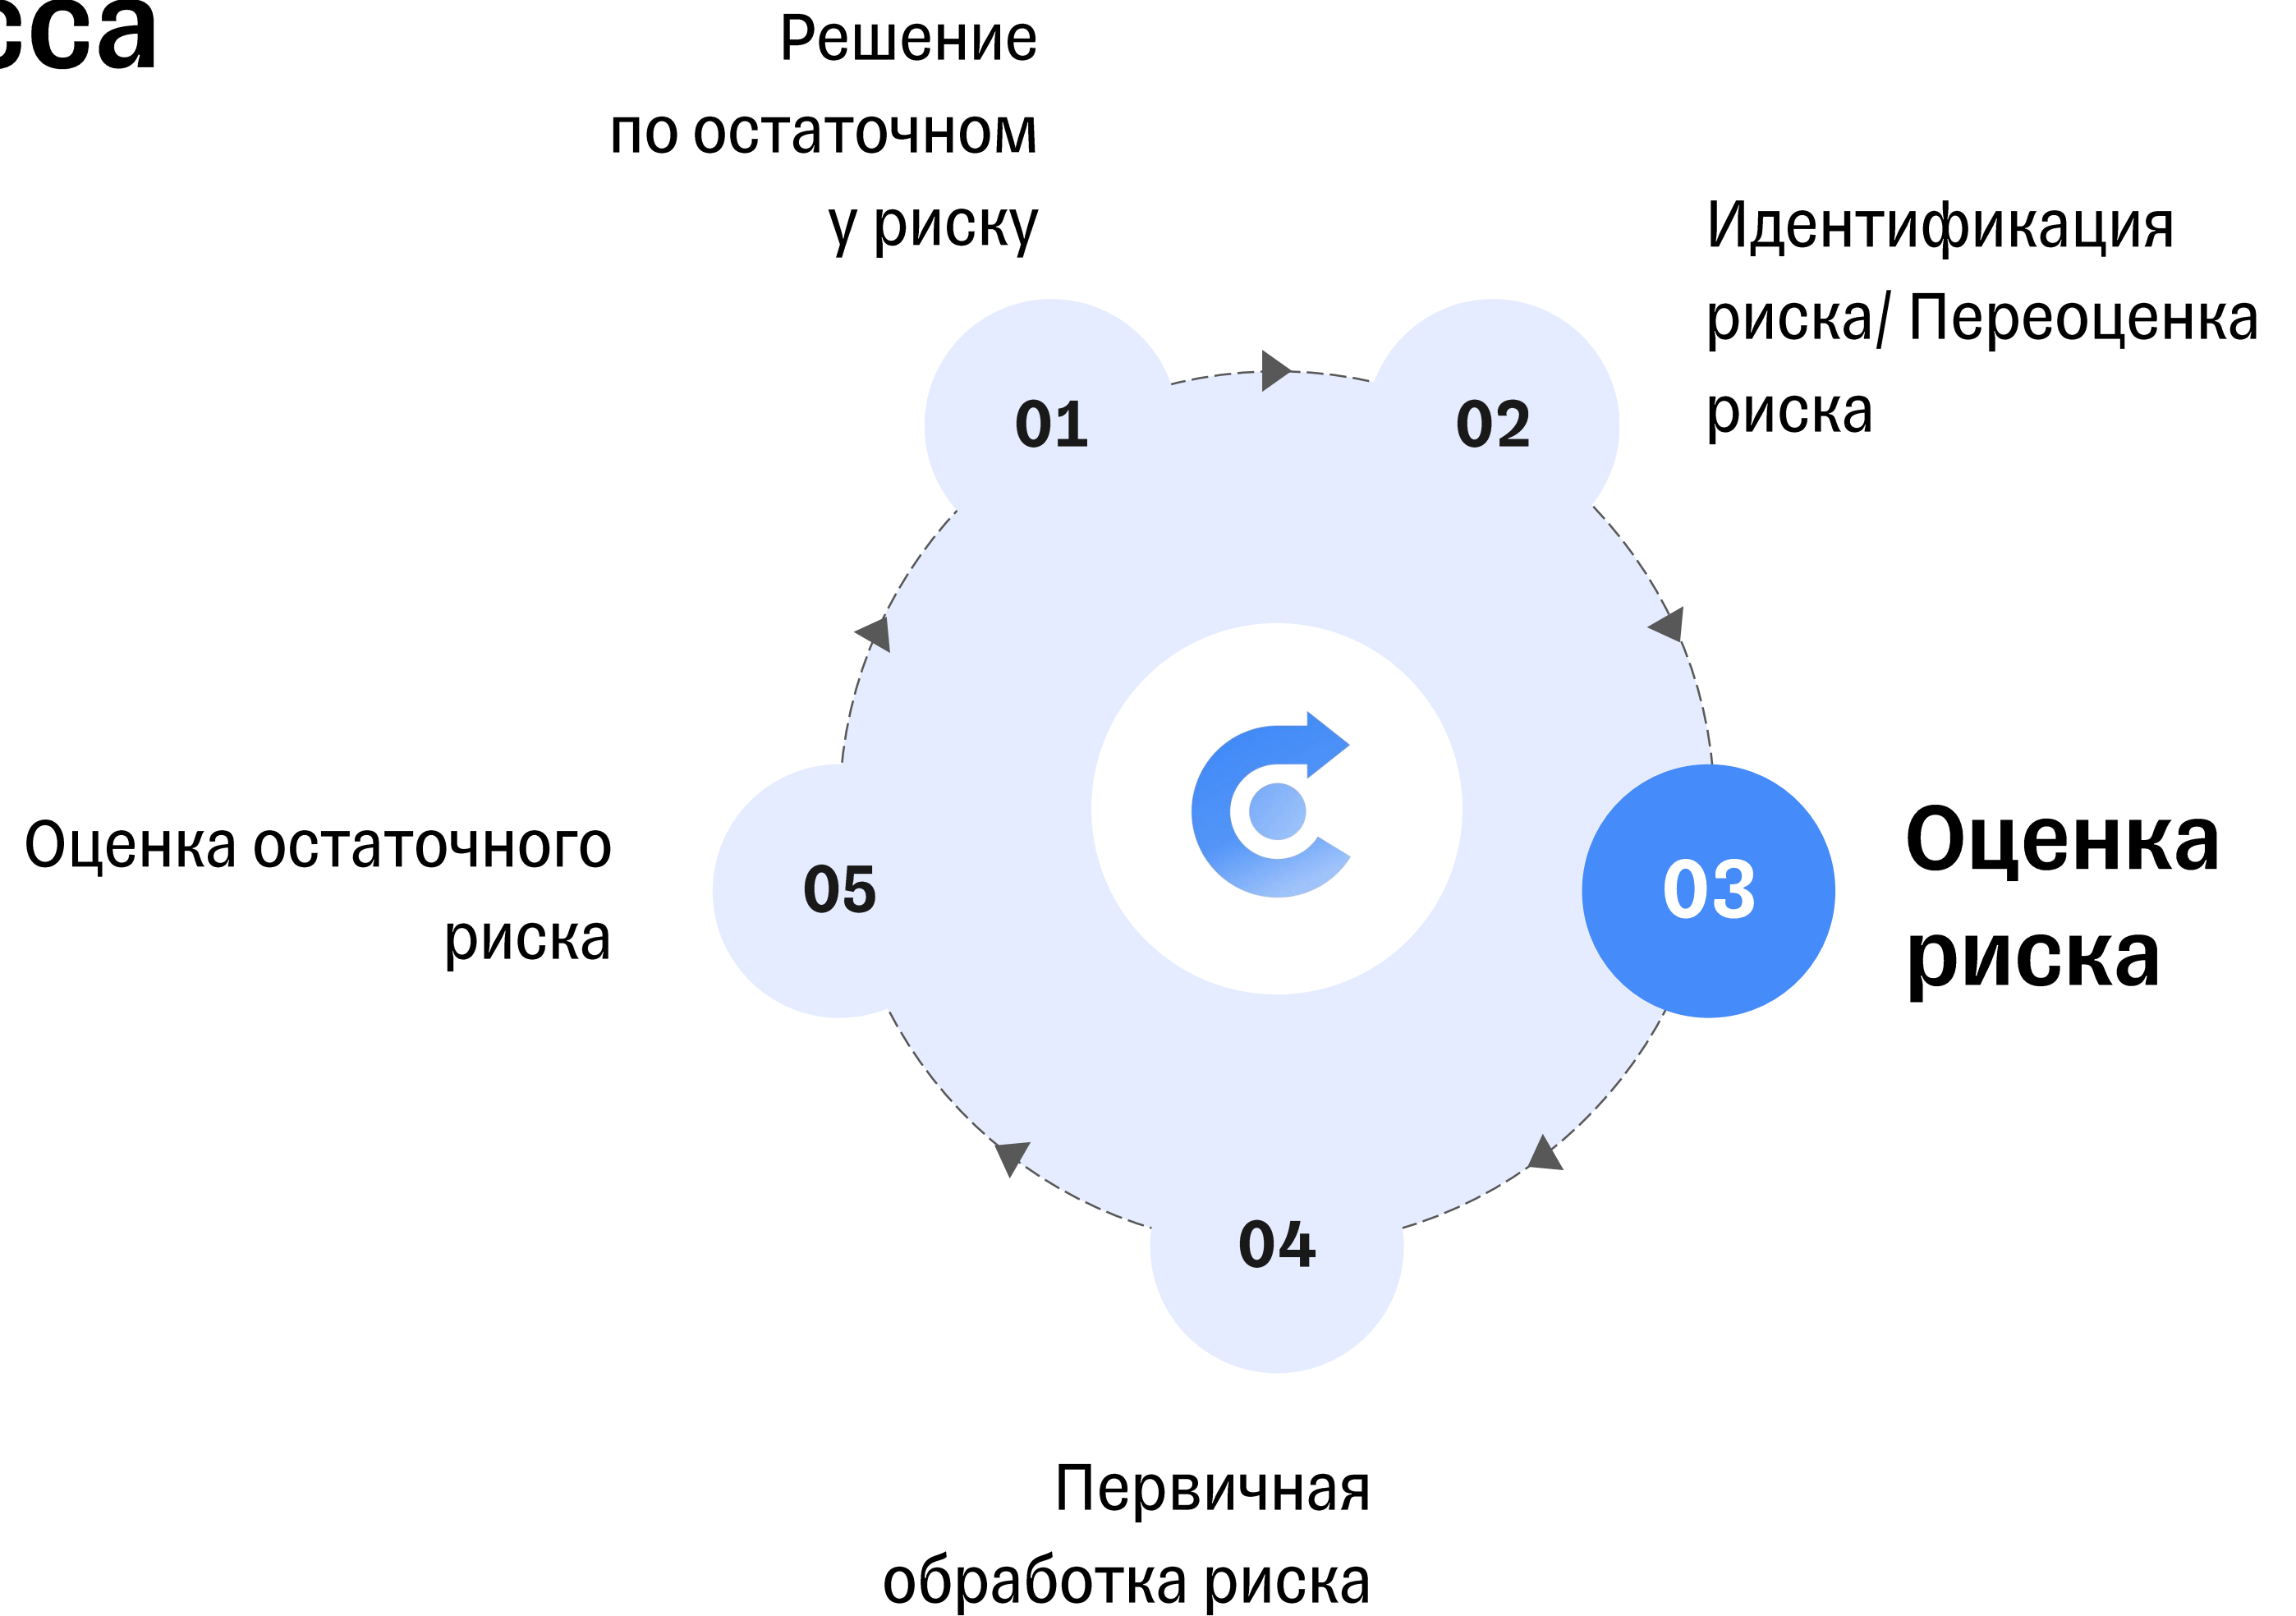 сса
Решение
по остаточном
у риску
Идентификация
риска/ Переоценка
риска
01
02
Оценка остаточного
риска
05
03
Оценка
риска
04
Первичная
обработка риска